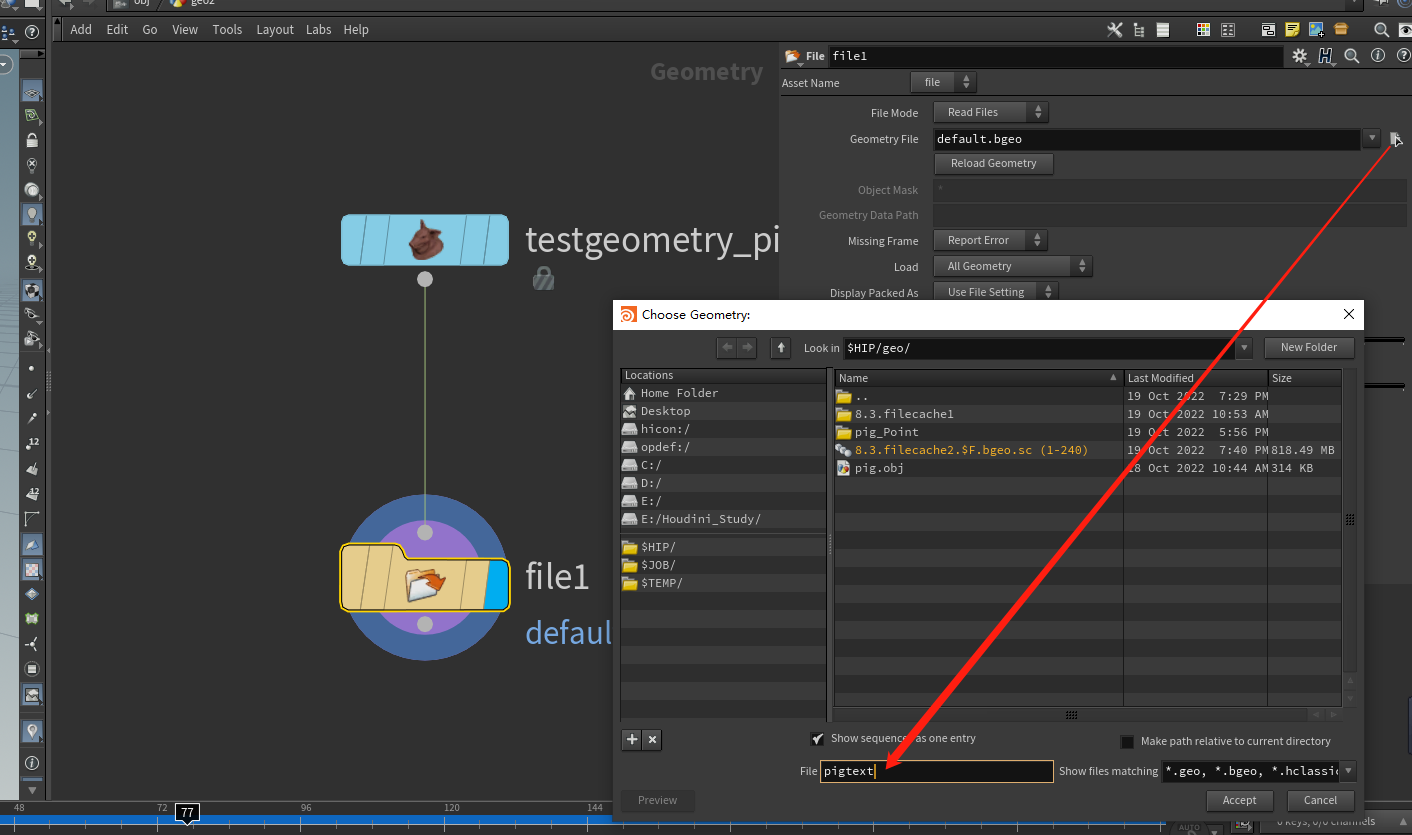 obj geo2
Add Edit Go View Tools Layout Labs Help
Geometry
File file1
Asset Name file
File Mode Read Files
Geometry File default.bgeo
Reload Geometry
Object Mask *
Geometry Data Path
Missing Frame Report Error
Load All Geometry
Display Packed As Use File Setting
testgeometry_pi
file1
defaul
Choose Geometry:
Look in $HIP/geo/ New Folder
Locations
Home Folder
Desktop
hicon:/
opdef:/
C:/
D:/
E:/
E:/Houdini_Study/
$HIP/
$JOB/
$TEMP/
Name Last Modified Size
.. 19 Oct 2022 7:29 PM
8.3.filecache1 19 Oct 2022 10:53 AM
pig_Point 19 Oct 2022 5:56 PM
8.3.filecache2.$F.bgeo.sc (1-240) 19 Oct 2022 7:40 PM 818.49 MB
pig.obj 18 Oct 2022 10:44 AM 314 KB
Show sequences as one entry Make path relative to current directory
File pigtext Show files matching *.geo, *.bgeo, *.hclassic
Preview Accept Cancel
12
12
48 72 77 96 120 144
AUTO 0 keys, 0/0 channels